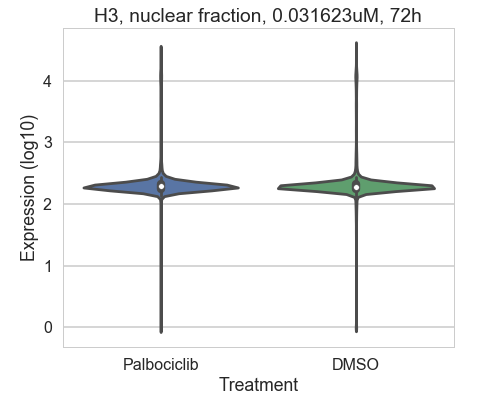 H3, nuclear fraction, 0.031623uM, 72h
Expression (log10)
4
3
2
1
0
Palbociclib DMSO
Treatment